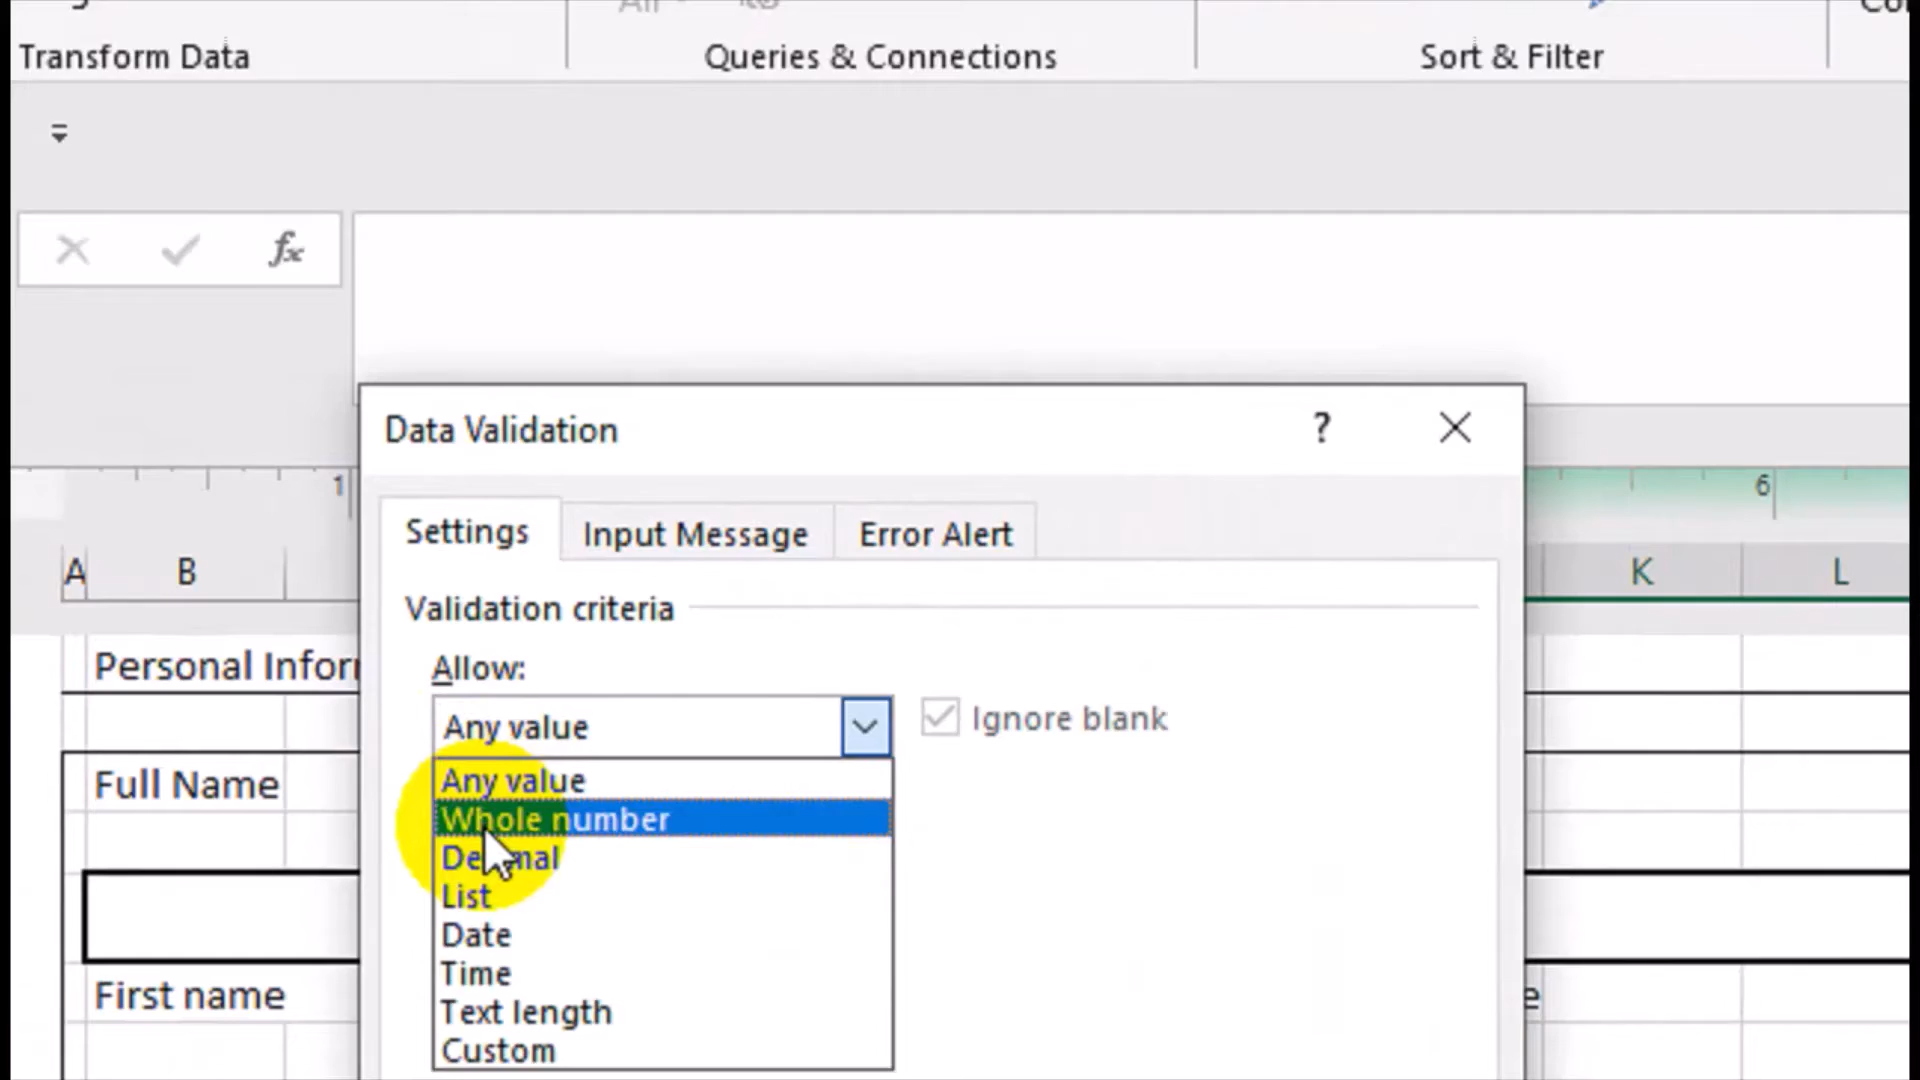 Transform Data
Queries & Connections
Sort & Filter
fx
Data Validation
?
1
6
Settings
Input Message
Error Alert
A
B
K
L
Validation criteria
Personal Infor
Allow:
Any value
Ignore blank
Full Name
Any value
Whole number
Decimal
List
Date
Time
First name
e
Text length
Custom